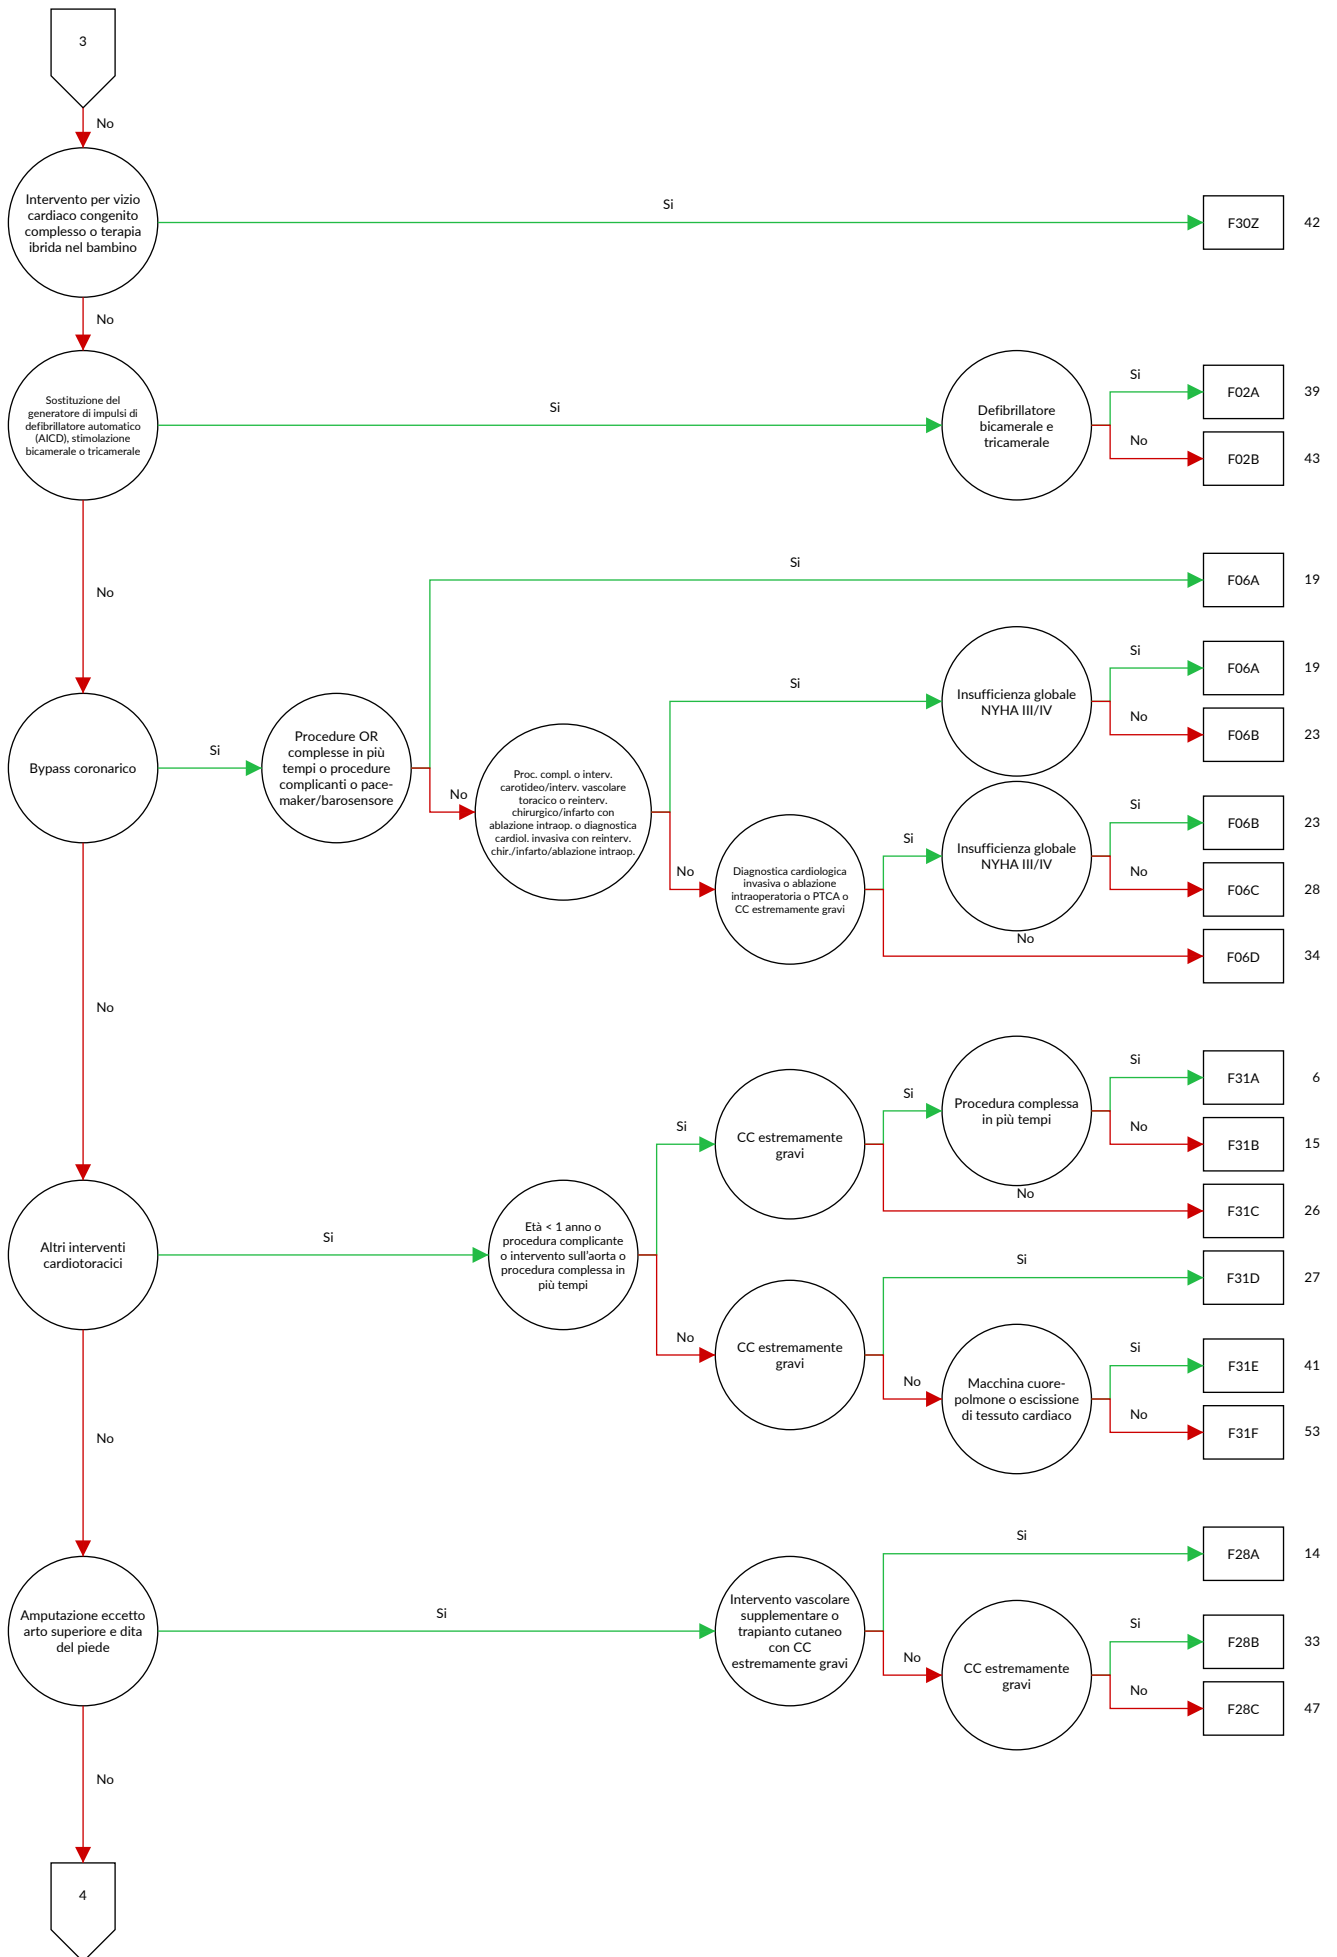 3
No
Intervento per vizio
cardiaco congenito
complesso o terapia
ibrida nel bambino
Si
F30Z
42
No
Sostituzione del
generatore di impulsi di
defibrillatore automatico
(AICD), stimolazione
bicamerale o tricamerale
Si
Defibrillatore
bicamerale e
tricamerale
Si
F02A
39
No
F02B
43
No
Bypass coronarico
Si
Procedure OR
complesse in più
tempi o procedure
complicanti o pace-
maker/barosensore
Si
F06A
19
No
Proc. compl. o interv.
carotideo/interv. vascolare
toracico o reinterv.
chirurgico/infarto con
ablazione intraop. o diagnostica
cardiol. invasiva con reinterv.
chir./infarto/ablazione intraop.
Si
Insufficienza globale
NYHA III/IV
Si
F06A
19
No
F06B
23
No
Diagnostica cardiologica
invasiva o ablazione
intraoperatoria o PTCA o
CC estremamente gravi
Si
Insufficienza globale
NYHA III/IV
Si
F06B
23
No
F06C
28
No
F06D
34
No
Altri interventi
cardiotoracici
Si
Età < 1 anno o
procedura complicante
o intervento sull'aorta o
procedura complessa in
più tempi
Si
CC estremamente
gravi
Si
Procedura complessa
in più tempi
Si
F31A
6
No
F31B
15
No
F31C
26
No
CC estremamente
gravi
Si
F31D
27
No
Macchina cuore-
polmone o escissione
di tessuto cardiaco
Si
F31E
41
No
F31F
53
No
Amputazione eccetto
arto superiore e dita
del piede
Si
Intervento vascolare
supplementare o
trapianto cutaneo
con CC
estremamente gravi
Si
F28A
14
No
CC estremamente
gravi
Si
F28B
33
No
F28C
47
No
4